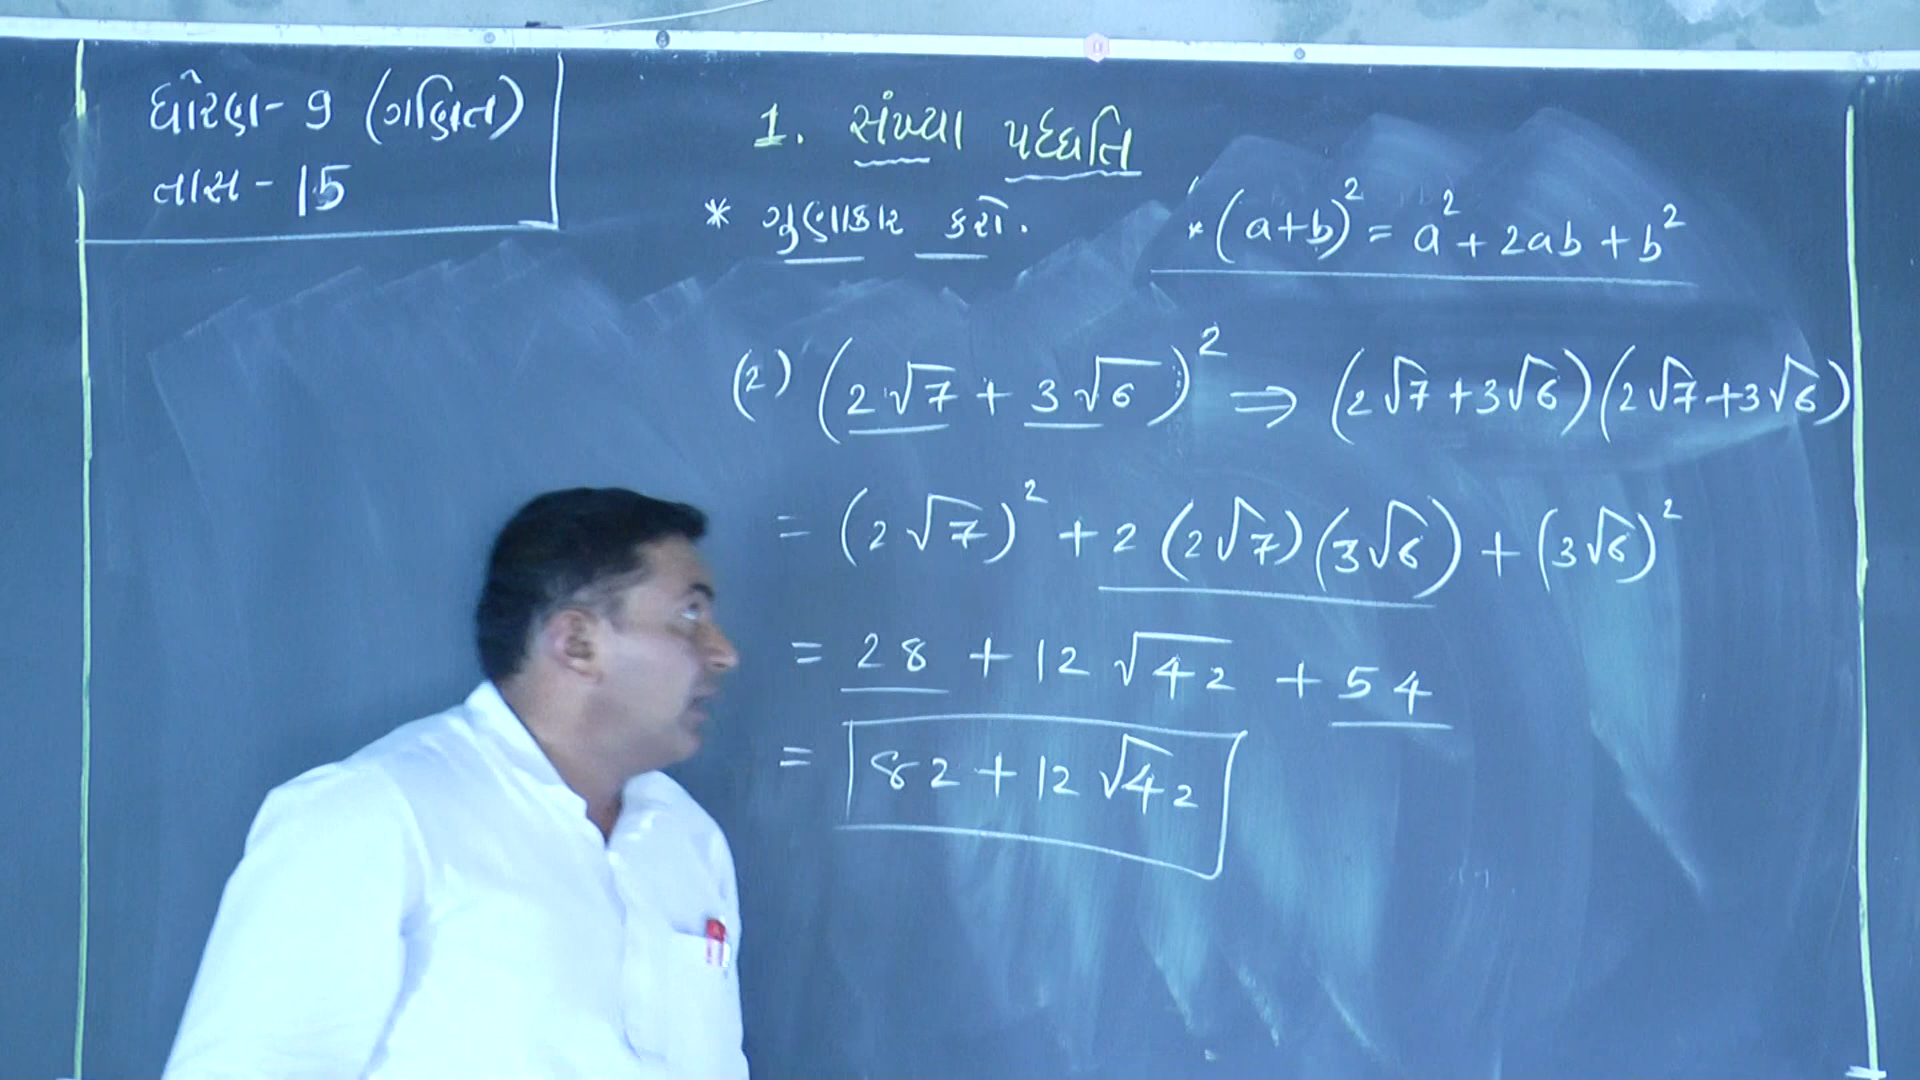 ધોરણ - 9 (ગણિત)
તાસ - 15
1. સંખ્યા પદ્ધતિ
* ગુણાકાર કરો.
* (a+b)² = a² + 2ab + b²
(2) (2√7 + 3√6)² ⇒ (2√7 + 3√6)(2√7 + 3√6)
= (2√7)² + 2(2√7)(3√6) + (3√6)²
= 28 + 12√42 + 54
= 82 + 12√42